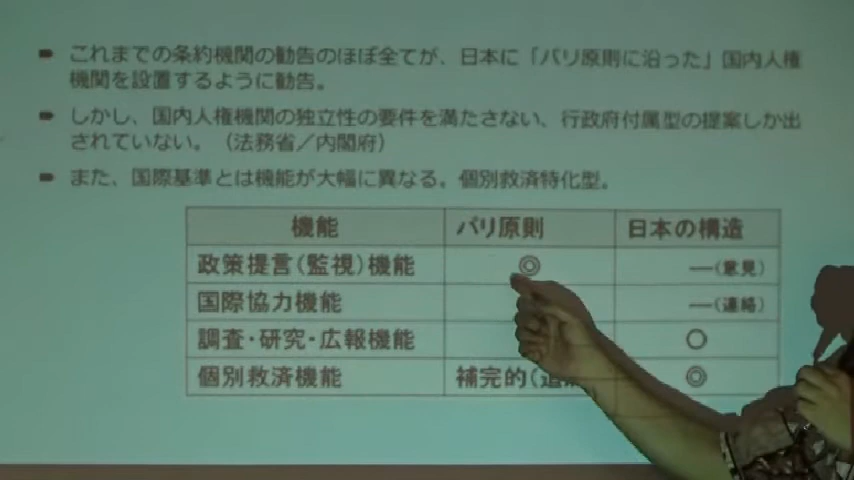 これまでの条約機関の勧告のほぼ全てが、日本に「パリ原則に沿った」国内人権
機関を設置するように勧告。
しかし、国内人権機関の独立性の要件を満たさない、行政府付属型の提案しか出
されていない。（法務省／内閣府）
また、国際基準とは機能が大幅に異なる。個別救済特化型。
機能 パリ原則 日本の構造
政策提言（監視）機能 ◎ ―（意見）
国際協力機能 ―（連絡）
調査・研究・広報機能 ○
個別救済機能 補完的（ ◎